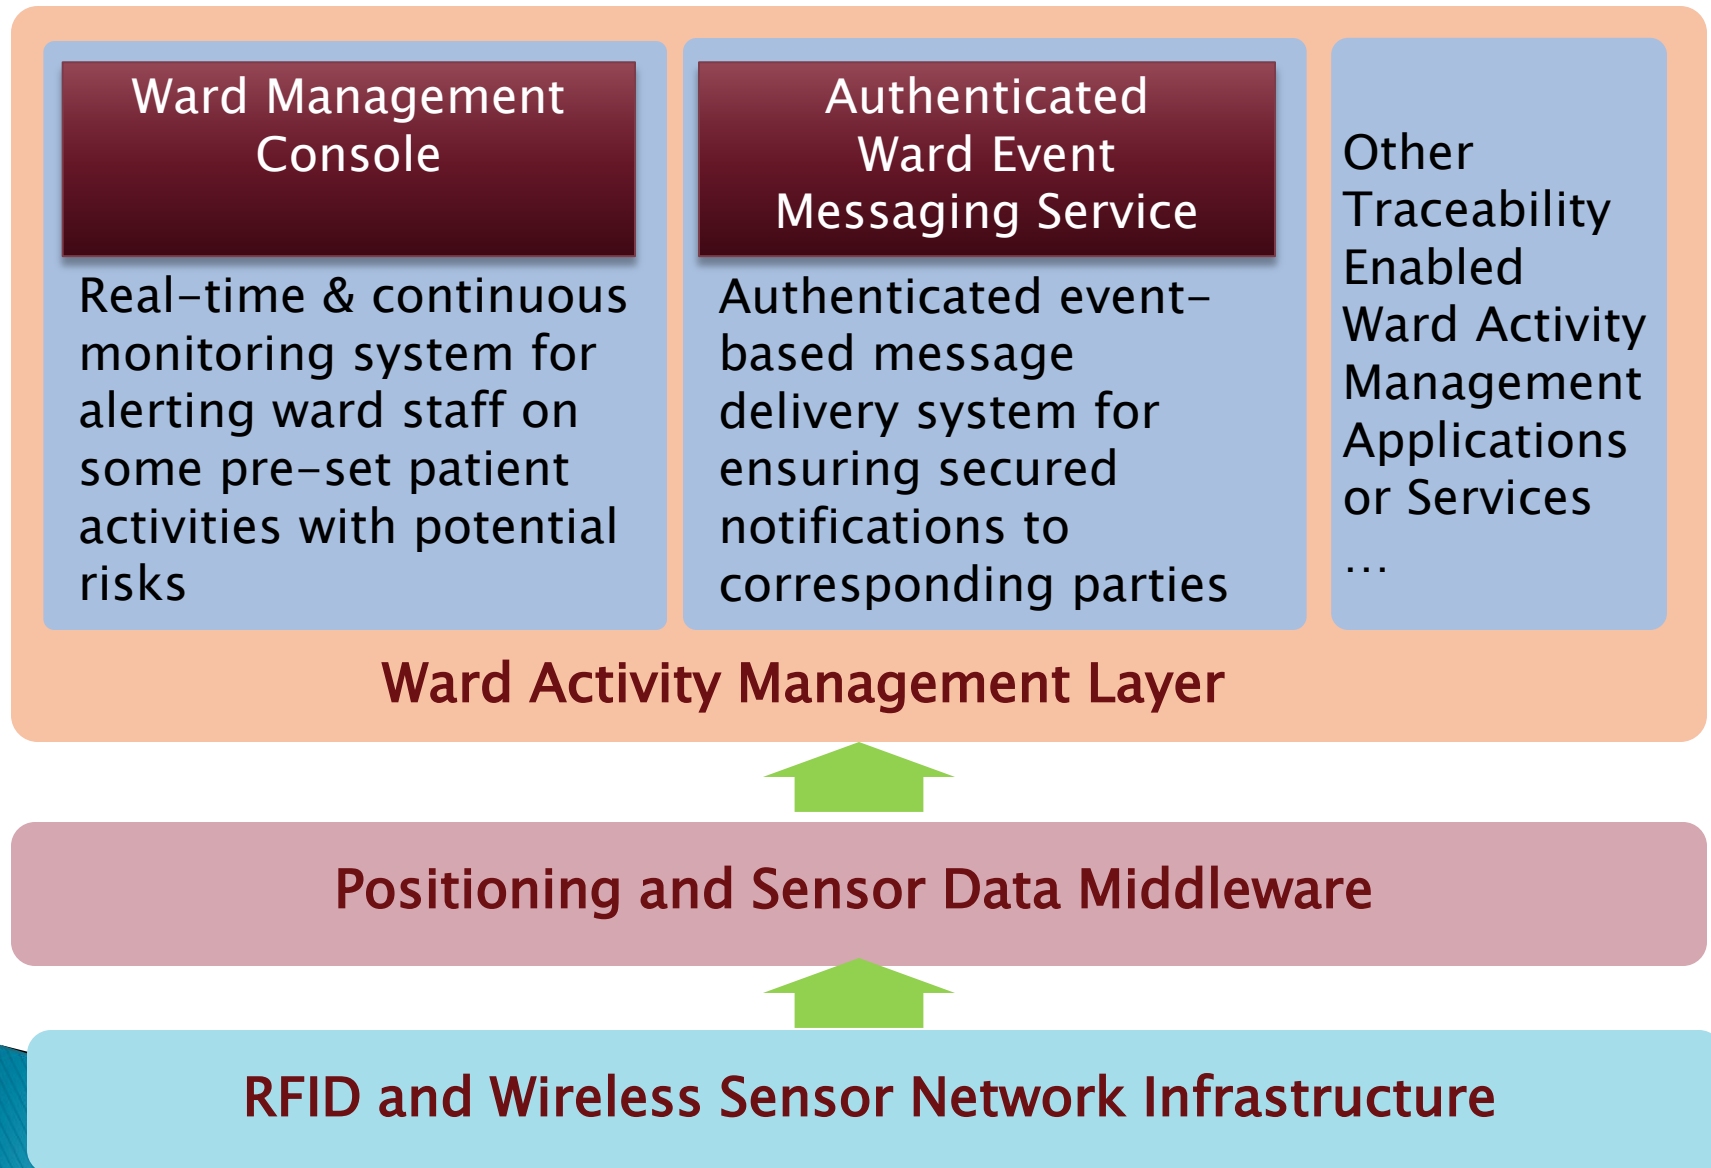 Ward Management
Console
Real-time & continuous
monitoring system for
alerting ward staff on
some pre-set patient
activities with potential
risks
Authenticated
Ward Event
Messaging Service
Authenticated event-
based message
delivery system for
ensuring secured
notifications to
corresponding parties
Other
Traceability
Enabled
Ward Activity
Management
Applications
or Services
…
Ward Activity Management Layer
Positioning and Sensor Data Middleware
RFID and Wireless Sensor Network Infrastructure